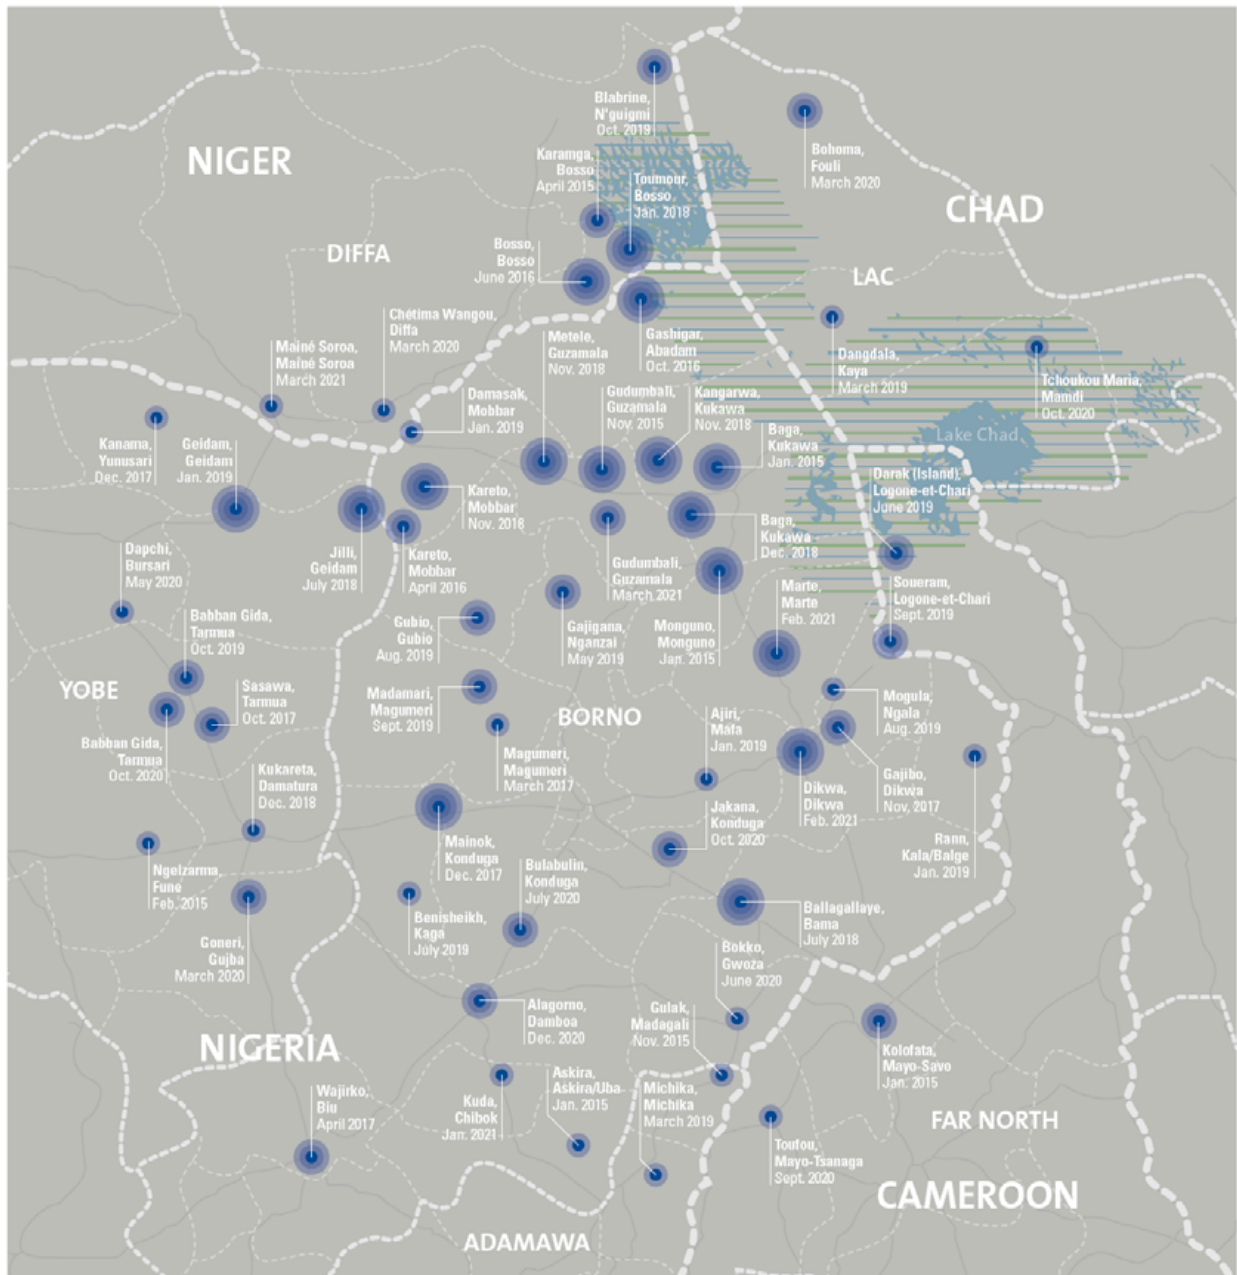 Blabrine,
N'guigmi
Oct. 2019
Bohoma,
Fouli
March 2020
NIGER
Karamga,
Bosso
April 2015
Toumour,
Bosso
Jan. 2018
CHAD
DIFFA
Bosso,
Bosso
June 2016
LAC
Chétima Wangou,
Diffa
March 2020
Metele,
Guzamala
Nov. 2018
Gashigar,
Abadam
Oct. 2016
Mainé Soroa,
Mainé Soroa
March 2021
Dangdala,
Kaya
March 2019
Tchoukou Maria,
Mamdi
Oct. 2020
Damasak,
Mobbar
Jan. 2019
Gudumbali,
Guzamala
Nov. 2015
Kangarwa,
Kukawa
Nov. 2018
Baga,
Kukawa
Jan. 2015
Lake Chad
Kanama,
Yunusari
Dec. 2017
Geidam,
Geidam
Jan. 2019
Darak (Island),
Logone-et-Chari
June 2019
Kareto,
Mobbar
Nov. 2018
Baga,
Kukawa
Dec. 2018
Dapchi,
Bursari
May 2020
Jilli,
Geidam
July 2018
Kareto,
Mobbar
April 2016
Gudumbali,
Guzamala
March 2021
Marte,
Marte
Feb. 2021
Soueram,
Logone-et-Chari
Sept. 2019
Babban Gida,
Tarmua
Oct. 2019
Gubio,
Gubio
Aug. 2019
Gajigana,
Nganzai
May 2019
Monguno,
Monguno
Jan. 2015
YOBE
Sasawa,
Tarmua
Oct. 2017
Madamari,
Magumeri
Sept. 2019
BORNO
Ajiri,
Mafa
Jan. 2019
Mogula,
Ngala
Aug. 2019
Babban Gida,
Tarmua
Oct. 2020
Kukareta,
Damatura
Dec. 2018
Magumeri,
Magumeri
March 2017
Dikwa,
Dikwa
Feb. 2021
Gajibo,
Dikwa
Nov. 2017
Jakana,
Konduga
Oct. 2020
Rann,
Kala/Balge
Jan. 2019
Mainok,
Konduga
Dec. 2017
Bulabulin,
Konduga
July 2020
Ngelzarma,
Fune
Feb. 2015
Benisheikh,
Kaga
July 2019
Ballagallaye,
Bama
July 2018
Goneri,
Gujba
March 2020
Bokko,
Gwoza
June 2020
Alagorno,
Damboa
Dec. 2020
Gulak,
Madagali
Nov. 2015
NIGERIA
Kolofata,
Mayo-Savo
Jan. 2015
Wajirko,
Biu
April 2017
Kuda,
Chibok
Jan. 2021
Askira,
Askira/Uba
Jan. 2015
Michika,
Michika
March 2019
FAR NORTH
Toufou,
Mayo-Tsanaga
Sept. 2020
CAMEROON
ADAMAWA